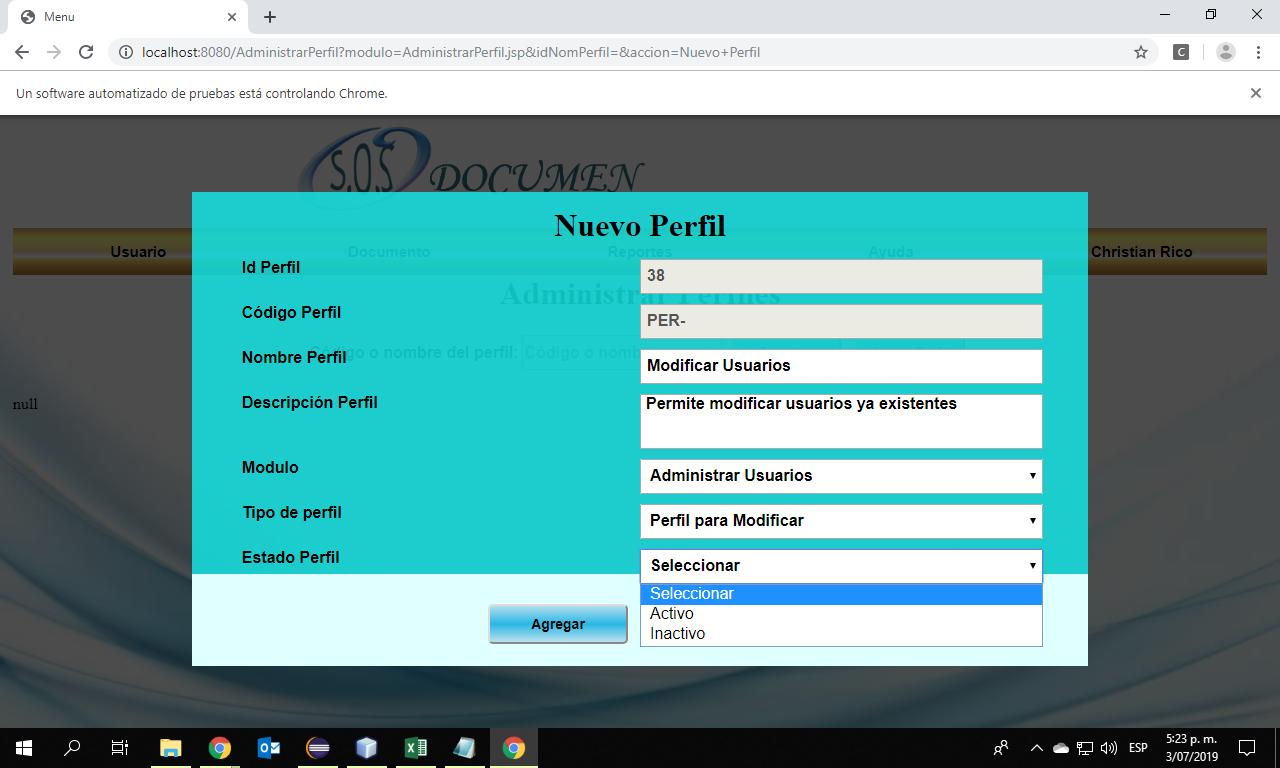 Menu
localhost:8080/AdministrarPerfil?modulo=AdministrarPerfil.jsp&idNomPerfil=&accion=Nuevo+Perfil
C
Un software automatizado de pruebas está controlando Chrome.
S.O.S DOCUMEN
Nuevo Perfil
Usuario Documento Reportes Ayuda Christian Rico
Id Perfil 38
Administrar Perfiles
Código Perfil PER-
Código o nombre del perfil: Código o nomb
Nombre Perfil Modificar Usuarios
null
Descripción Perfil Permite modificar usuarios ya existentes
Modulo Administrar Usuarios
Tipo de perfil Perfil para Modificar
Estado Perfil Seleccionar
Seleccionar
Activo
Inactivo
Agregar
ESP
5:23 p. m.
3/07/2019